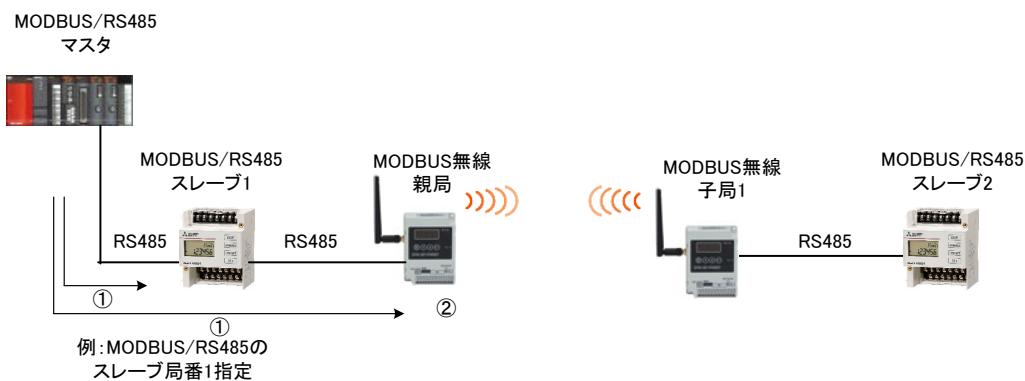 MODBUS/RS485
マスタ
MODBUS/RS485
スレーブ1
MODBUS無線
親局
MODBUS無線
子局1
MODBUS/RS485
スレーブ2
RS485
RS485
RS485
①
②
①
例:MODBUS/RS485の
スレーブ局番1指定